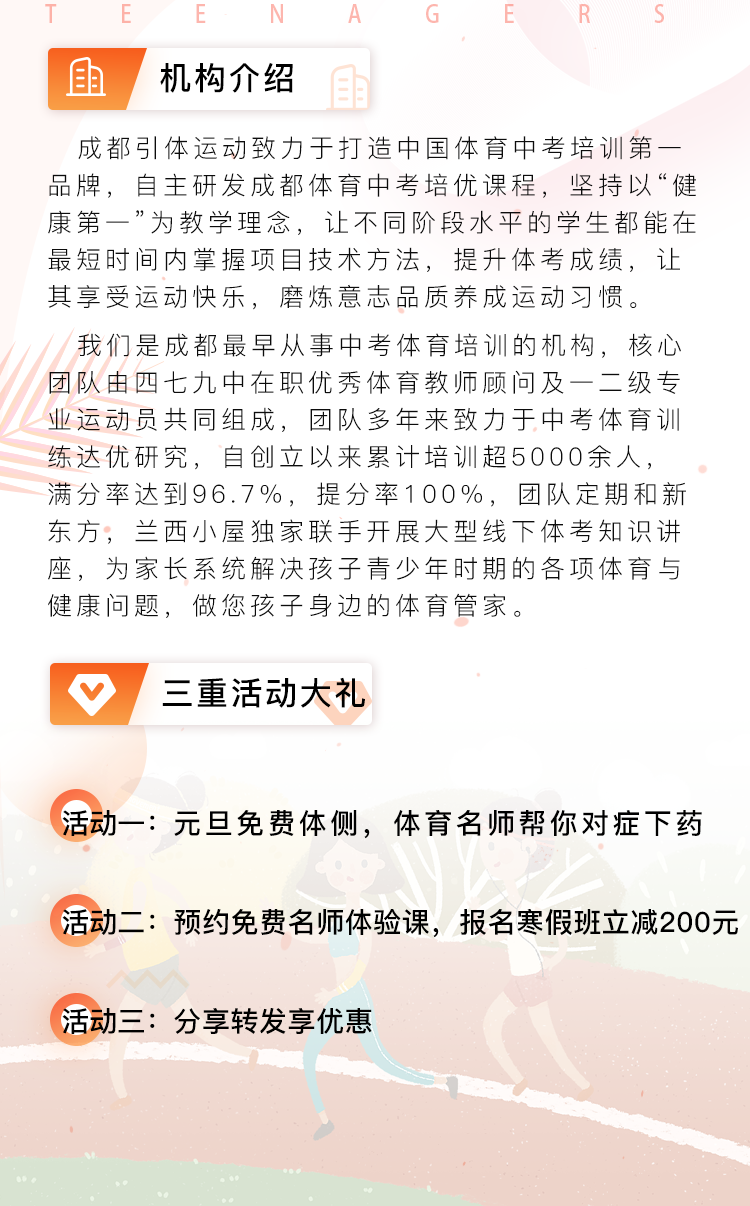 TEENAGERS
机构介绍
成都引体运动致力于打造中国体育中考培训第一
品牌，自主研发成都体育中考培优课程，坚持以“健
康第一”为教学理念，让不同阶段水平的学生都能在
最短时间内掌握项目技术方法，提升体考成绩，让
其享受运动快乐，磨炼意志品质养成运动习惯。
我们是成都最早从事中考体育培训的机构，核心
团队由四七九中在职优秀体育教师顾问及一二级专
业运动员共同组成，团队多年来致力于中考体育训
练达优研究，自创立以来累计培训超5000余人，
满分率达到96.7%，提分率100%，团队定期和新
东方，兰西小屋独家联手开展大型线下体考知识讲
座，为家长系统解决孩子青少年时期的各项体育与
健康问题，做您孩子身边的体育管家。
三重活动大礼
活动一：元旦免费体侧，体育名师帮你对症下药
活动二：预约免费名师体验课，报名寒假班立减200元
活动三：分享转发享优惠